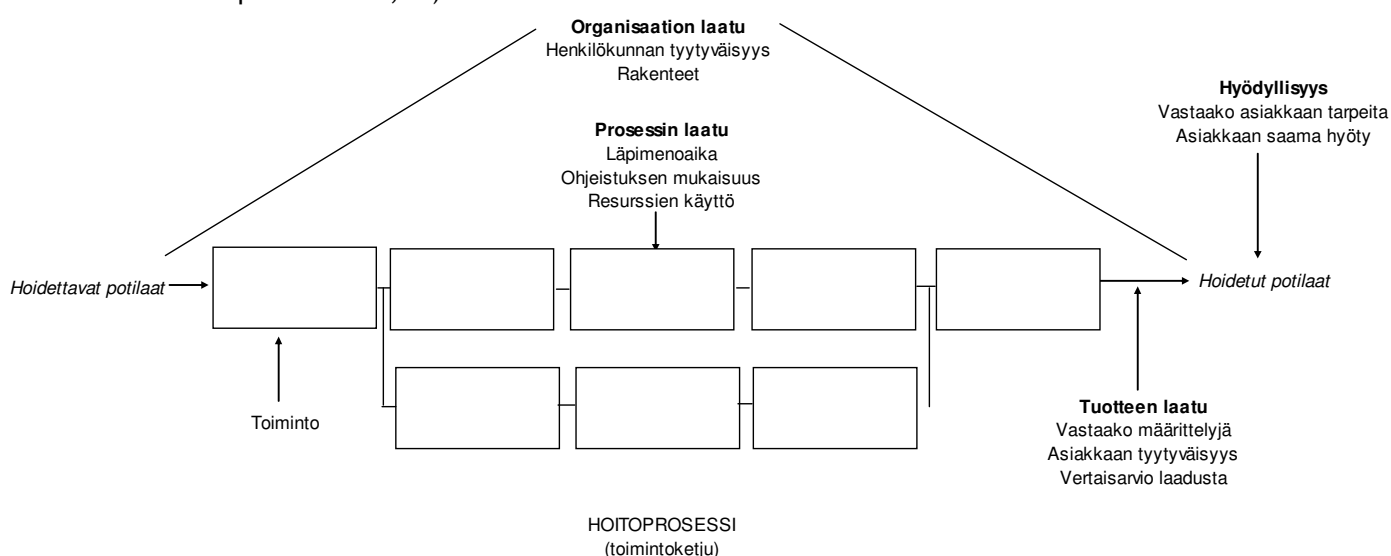 Organisaation laatu
Henkilökunnan tyytyväisyys
Rakenteet
Hyödyllisyys
Vastaako asiakkaan tarpeita
Asiakkaan saama hyöty
Prosessin laatu
Läpimenoaika
Ohjeistuksen mukaisuus
Resurssien käyttö
Hoidettavat potilaat
Hoidetut potilaat
Toiminto
Tuotteen laatu
Vastaako määrittelyjä
Asiakkaan tyytyväisyys
Vertaisarvio laadusta
HOITOPROSESSI
(toimintoketju)